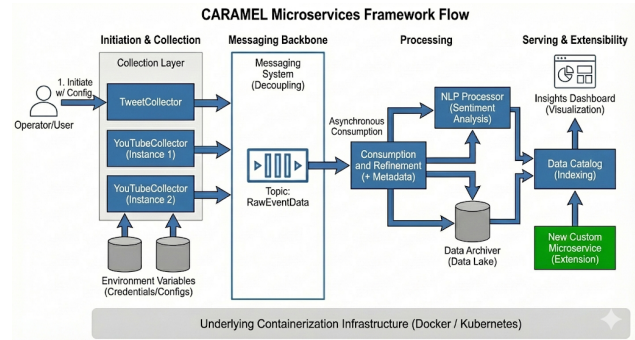 CARAMEL Microservices Framework Flow
Initiation & Collection
Messaging Backbone
Processing
Serving & Extensibility
1. Initiate
w/ Config
Operator/User
Collection Layer
TweetCollector
YouTubeCollector
(Instance 1)
YouTubeCollector
(Instance 2)
Environment Variables
(Credentials/Configs)
Messaging
System
(Decoupling)
Topic:
RawEventData
Asynchronous
Consumption
Consumption
and Refinement
(+ Metadata)
NLP Processor
(Sentiment
Analysis)
Data Archiver
(Data Lake)
Insights Dashboard
(Visualization)
Data Catalog
(Indexing)
New Custom
Microservice
(Extension)
Underlying Containerization Infrastructure (Docker / Kubernetes)